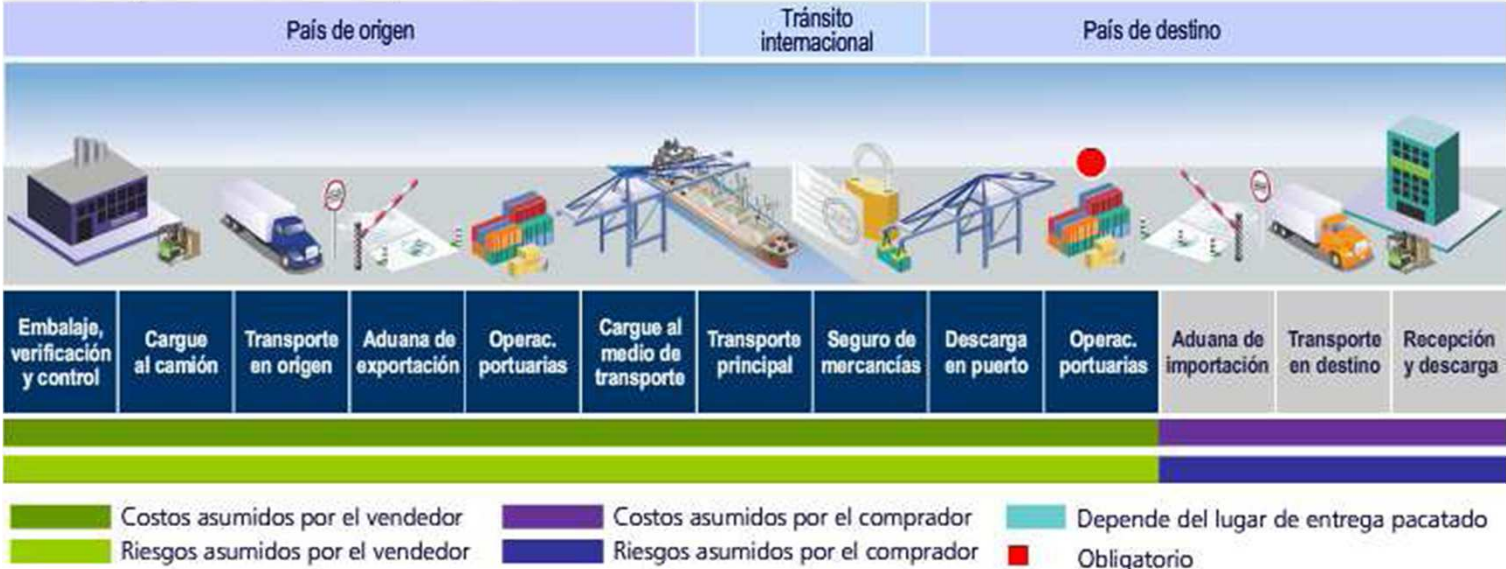 País de origen
Tránsito
internacional
País de destino
Embalaje,
verificación
y control
Cargue
al camión
Transporte
en origen
Aduana de
exportación
Operac.
portuarias
Cargue al
medio de
transporte
Transporte
principal
Seguro de
mercancías
Descarga
en puerto
Operac.
portuarias
Aduana de
importación
Transporte
en destino
Recepción
y descarga
Costos asumidos por el vendedor
Costos asumidos por el comprador
Depende del lugar de entrega pacatado
Riesgos asumidos por el vendedor
Riesgos asumidos por el comprador
Obligatorio